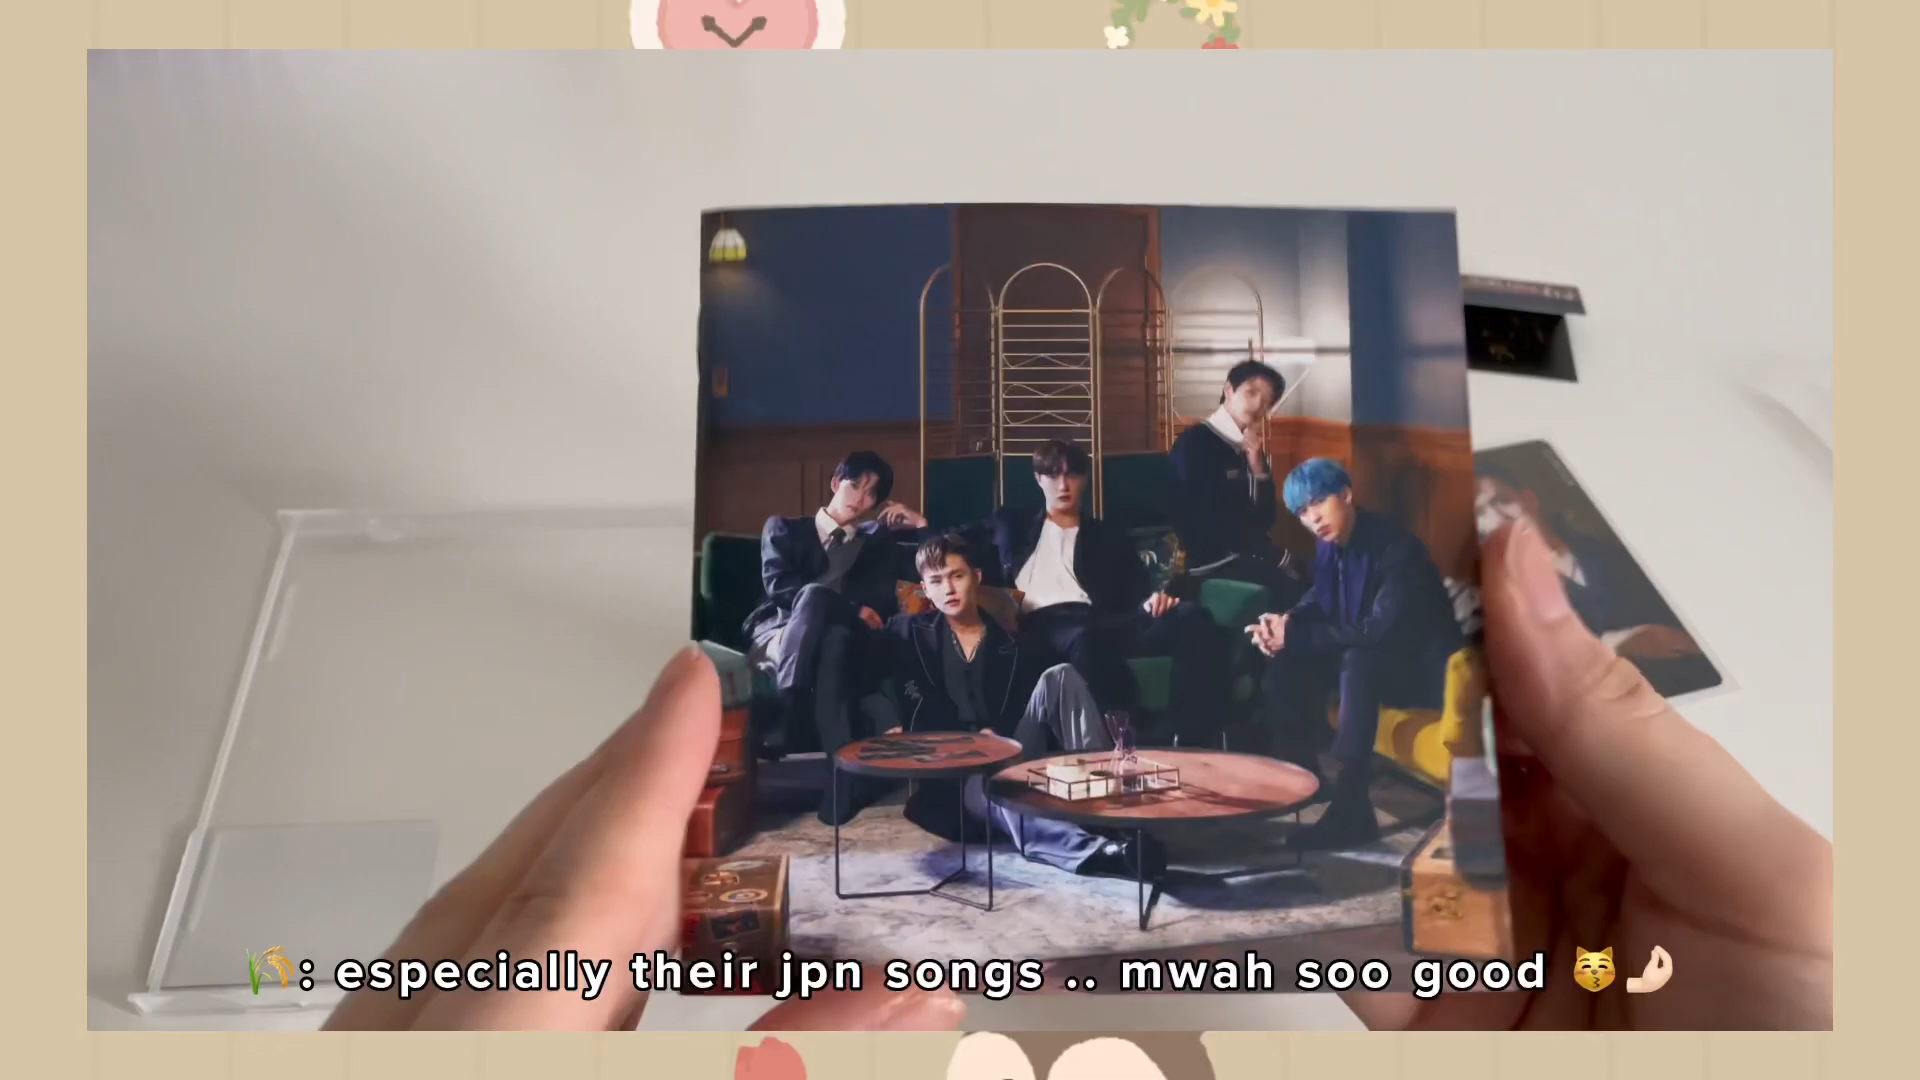 🌾: especially their jpn songs .. mwah soo good 😽🤌🏻